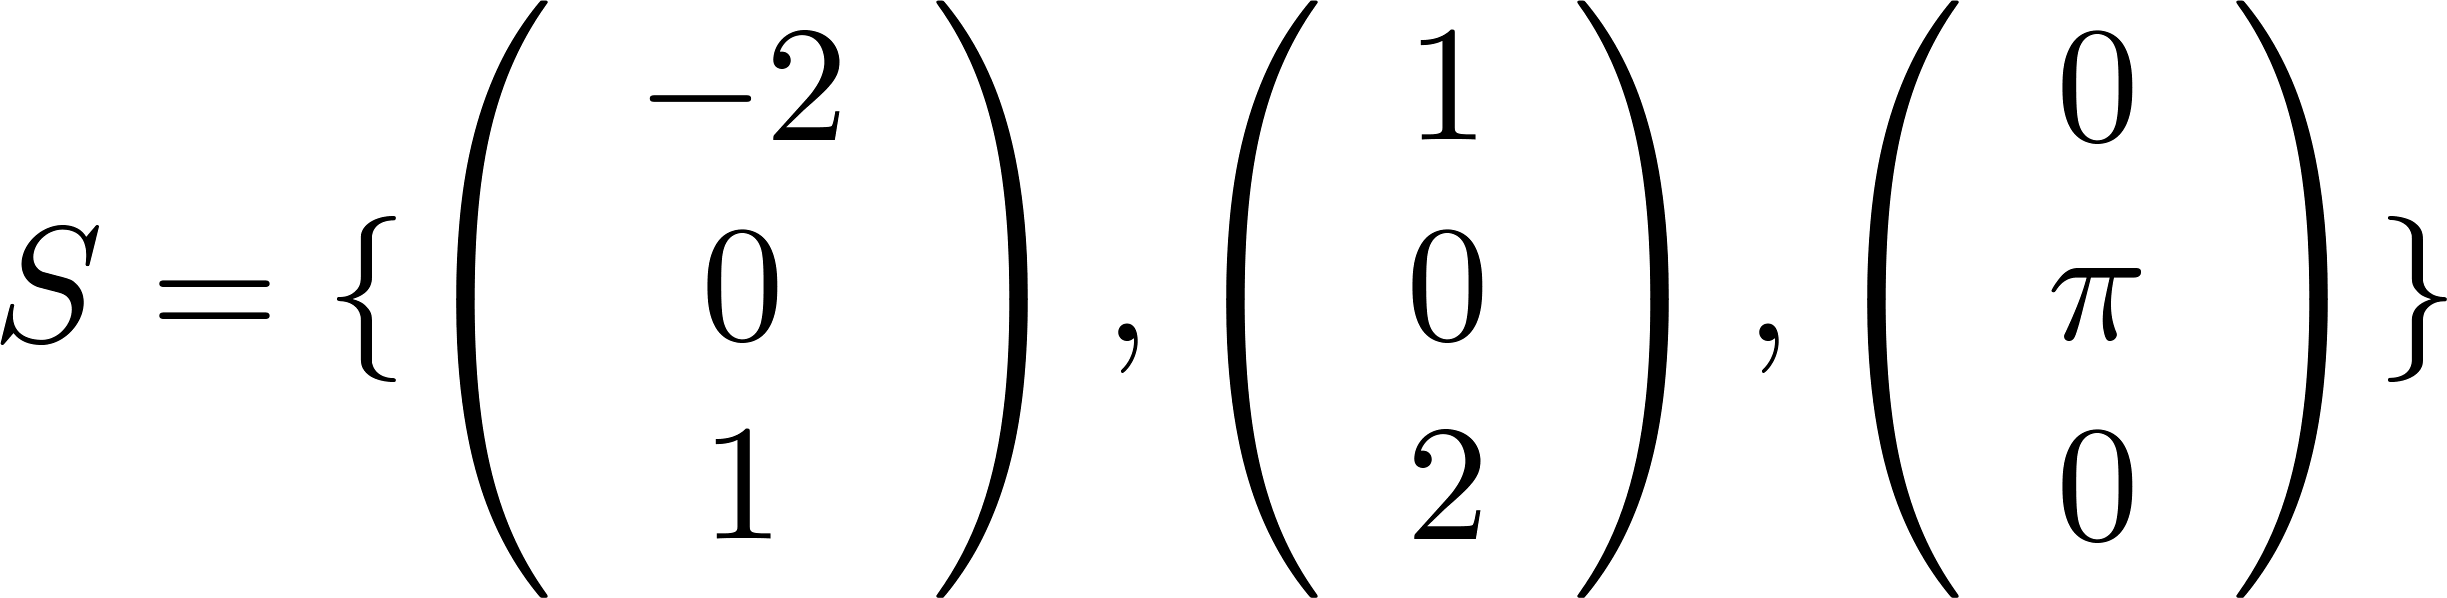 S = { ( −2 0 1 ) , ( 1 0 2 ) , ( 0 π 0 ) }